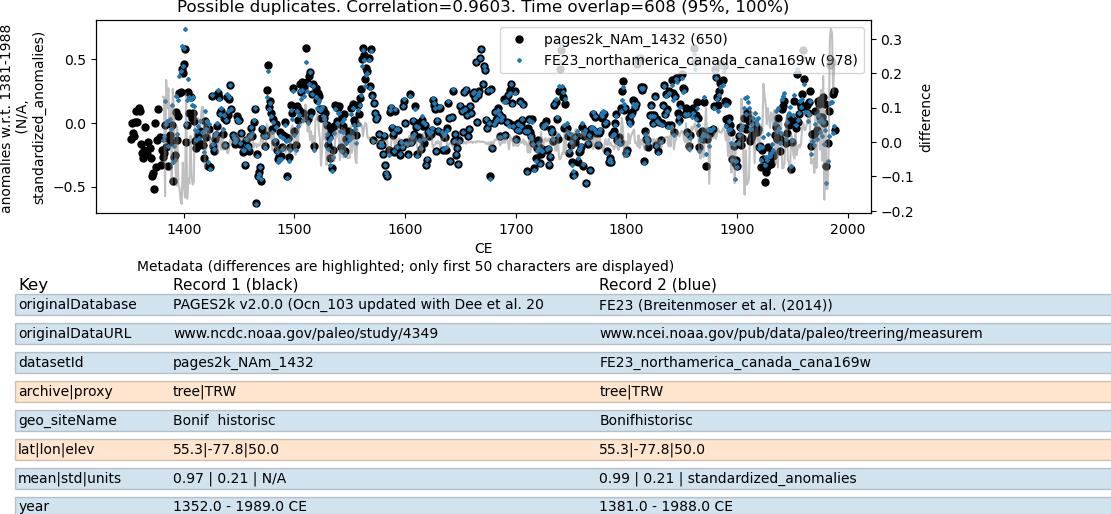 Possible duplicates. Correlation=0.9603. Time overlap=608 (95%, 100%)
anomalies w.r.t. 1381-1988
(N/A,
standardized_anomalies)
0.5
0.0
−0.5
pages2k_NAm_1432 (650)
FE23_northamerica_canada_cana169w (978)
0.3
0.2
0.1
0.0
−0.1
−0.2
difference
1400 1500 1600 1700 1800 1900 2000
CE
Metadata (differences are highlighted; only first 50 characters are displayed)
Key Record 1 (black) Record 2 (blue)
originalDatabase PAGES2k v2.0.0 (Ocn_103 updated with Dee et al. 20 FE23 (Breitenmoser et al. (2014))
originalDataURL www.ncdc.noaa.gov/paleo/study/4349 www.ncei.noaa.gov/pub/data/paleo/treering/measurem
datasetId pages2k_NAm_1432 FE23_northamerica_canada_cana169w
archive|proxy tree|TRW tree|TRW
geo_siteName Bonif  historisc Bonifhistorisc
lat|lon|elev 55.3|-77.8|50.0 55.3|-77.8|50.0
mean|std|units 0.97 | 0.21 | N/A 0.99 | 0.21 | standardized_anomalies
year 1352.0 - 1989.0 CE 1381.0 - 1988.0 CE